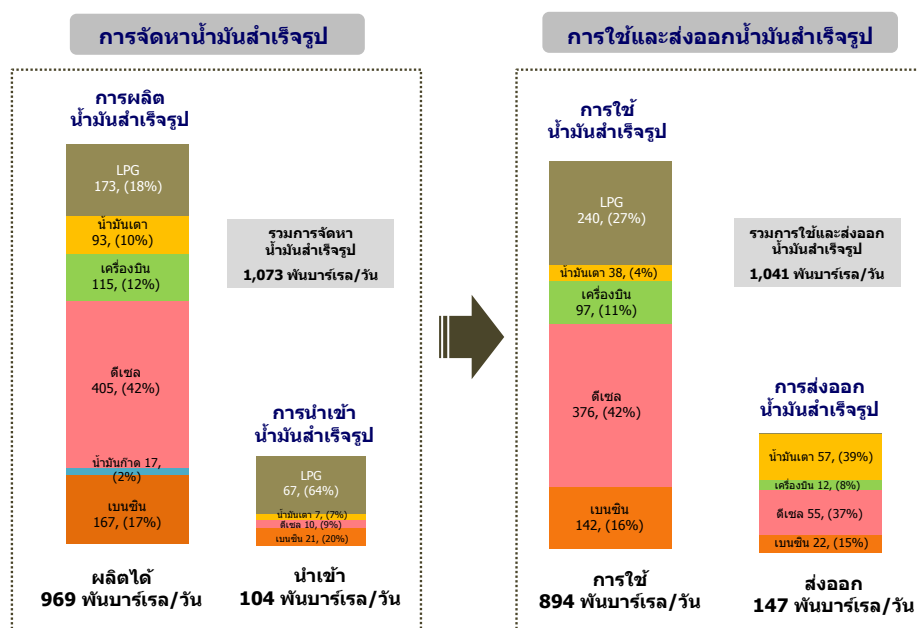 การจัดหาน้ำมันสำเร็จรูป
การผลิต
น้ำมันสำเร็จรูป
LPG
173, (18%)
น้ำมันเตา
93, (10%)
เครื่องบิน
115, (12%)
ดีเซล
405, (42%)
น้ำมันก๊าด 17,
(2%)
เบนซิน
167, (17%)
ผลิตได้
969 พันบาร์เรล/วัน
รวมการจัดหา
น้ำมันสำเร็จรูป
1,073 พันบาร์เรล/วัน
การนำเข้า
น้ำมันสำเร็จรูป
LPG
67, (64%)
น้ำมันเตา 7, (7%)
ดีเซล 10, (9%)
เบนซิน 21, (20%)
นำเข้า
104 พันบาร์เรล/วัน
การใช้และส่งออกน้ำมันสำเร็จรูป
การใช้
น้ำมันสำเร็จรูป
LPG
240, (27%)
น้ำมันเตา 38, (4%)
เครื่องบิน
97, (11%)
ดีเซล
376, (42%)
เบนซิน
142, (16%)
การใช้
894 พันบาร์เรล/วัน
รวมการใช้และส่งออก
น้ำมันสำเร็จรูป
1,041 พันบาร์เรล/วัน
การส่งออก
น้ำมันสำเร็จรูป
น้ำมันเตา 57, (39%)
เครื่องบิน 12, (8%)
ดีเซล 55, (37%)
เบนซิน 22, (15%)
ส่งออก
147 พันบาร์เรล/วัน